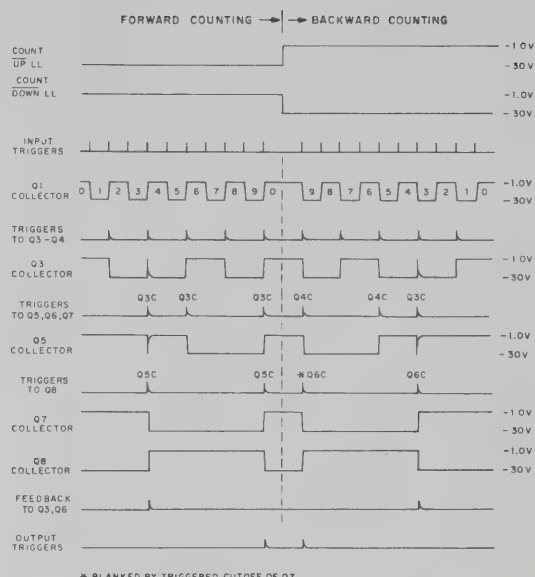 FORWARD COUNTING → BACKWARD COUNTING
COUNT
UP LL
-1.0V
-30V
COUNT
DOWN LL
-1.0V
-30V
INPUT
TRIGGERS
Q1
COLLECTOR
0 1 2 3 4 5 6 7 8 9 0 9 8 7 6 5 4 3 2 1 0
-1.0V
-30V
TRIGGERS
TO Q3-Q4
Q3
COLLECTOR
-1.0V
-30V
TRIGGERS
TO Q5,Q6,Q7
Q3C Q3C Q3C Q4C Q4C Q3C
Q5
COLLECTOR
-1.0V
-30V
TRIGGERS
TO Q8
Q5C Q5C *Q6C Q6C
Q7
COLLECTOR
-1.0V
-30V
Q8
COLLECTOR
-1.0V
-30V
FEEDBACK
TO Q3,Q6
OUTPUT
TRIGGERS
* BLANKED BY TRIGGERED CUTOFF OF Q7